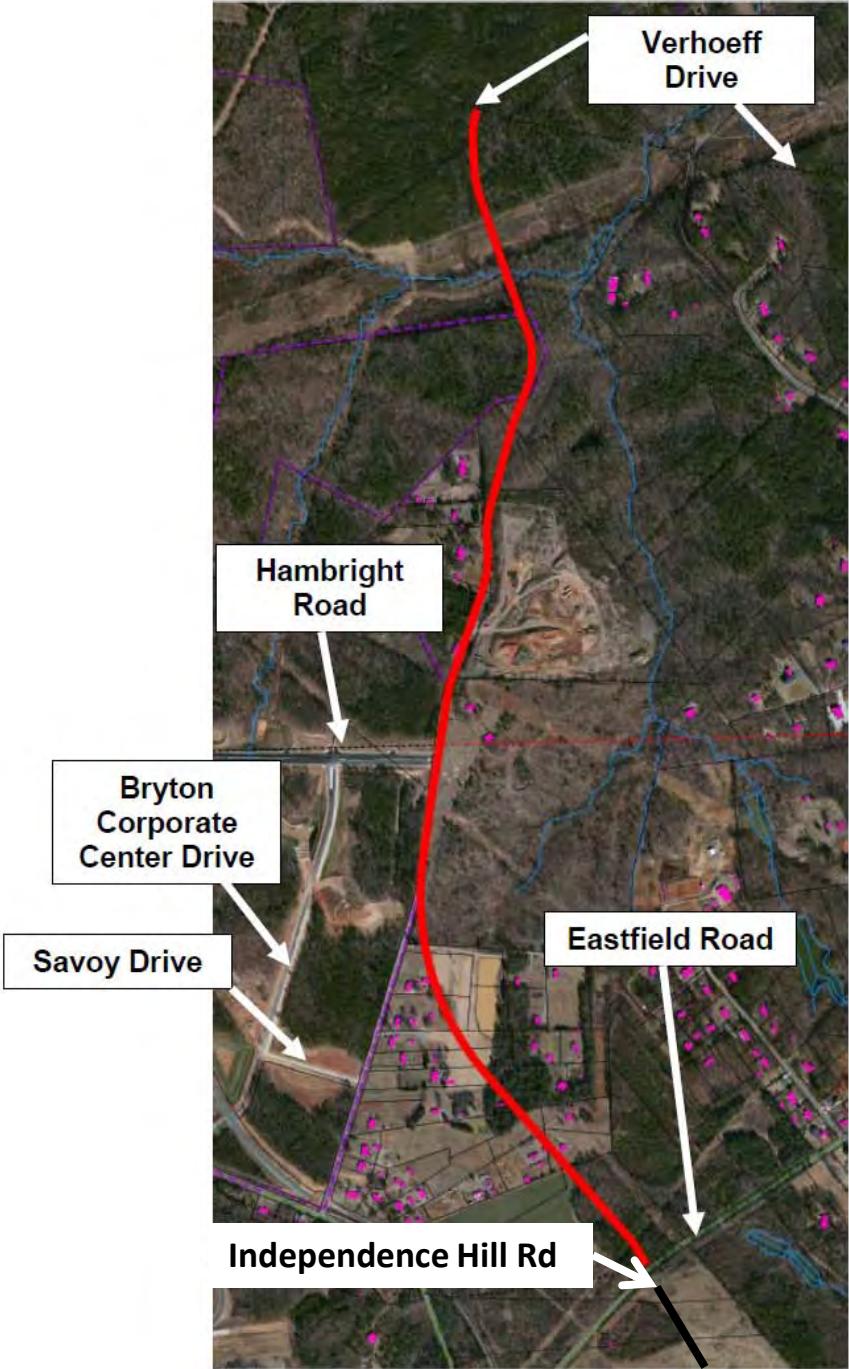 Verhoeff
Drive
Hambright
Road
Bryton
Corporate
Center Drive
Savoy Drive
Eastfield Road
Independence Hill Rd